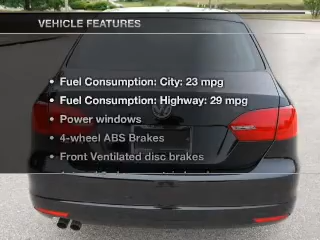 VEHICLE FEATURES
Fuel Consumption: City: 23 mpg
Fuel Consumption: Highway: 29 mpg
Power windows
4-wheel ABS Brakes
Front Ventilated disc brakes